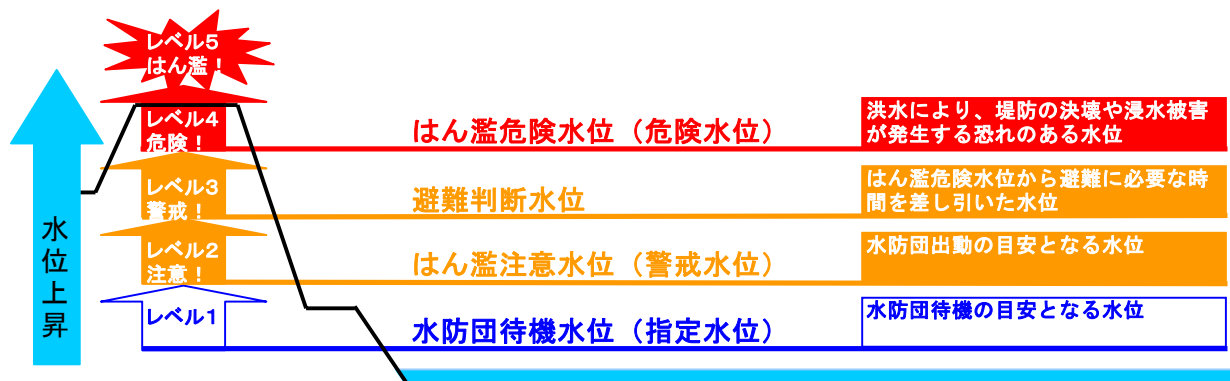 レベル5
はん濫！
レベル4
危険！
はん濫危険水位（危険水位）
洪水により、堤防の決壊や浸水被害
が発生する恐れのある水位
レベル3
警戒！
避難判断水位
はん濫危険水位から避難に必要な時
間を差し引いた水位
レベル2
注意！
はん濫注意水位（警戒水位）
水防団出動の目安となる水位
レベル1
水防団待機水位（指定水位）
水防団待機の目安となる水位
水位上昇